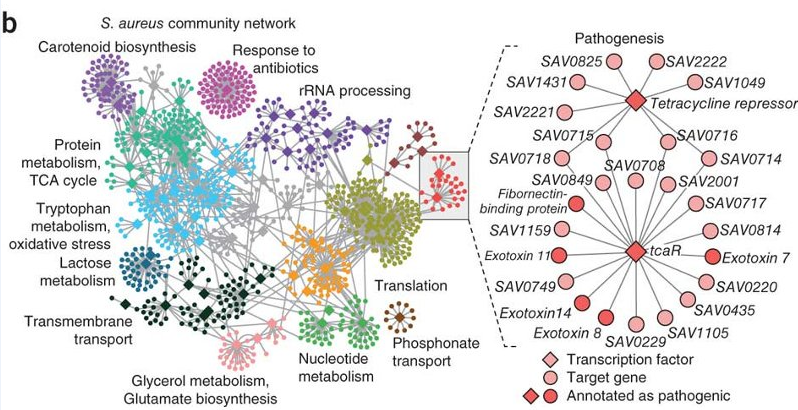 b
S. aureus community network
Carotenoid biosynthesis
Response to
antibiotics
rRNA processing
Protein
metabolism,
TCA cycle
Tryptophan
metabolism,
oxidative stress
Lactose
metabolism
Transmembrane
transport
Glycerol metabolism,
Glutamate biosynthesis
Nucleotide
metabolism
Phosphonate
transport
Translation
Pathogenesis
SAV0825
SAV2222
SAV1431
SAV1049
Tetracycline repressor
SAV2221
SAV0715
SAV0716
SAV0718
SAV0708
SAV0714
SAV0849
SAV2001
Fibornectin-
binding protein
SAV0717
SAV1159
SAV0814
tcaR
Exotoxin 11
Exotoxin 7
SAV0749
SAV0220
Exotoxin14
SAV0435
Exotoxin 8
SAV1105
SAV0229
Transcription factor
Target gene
Annotated as pathogenic